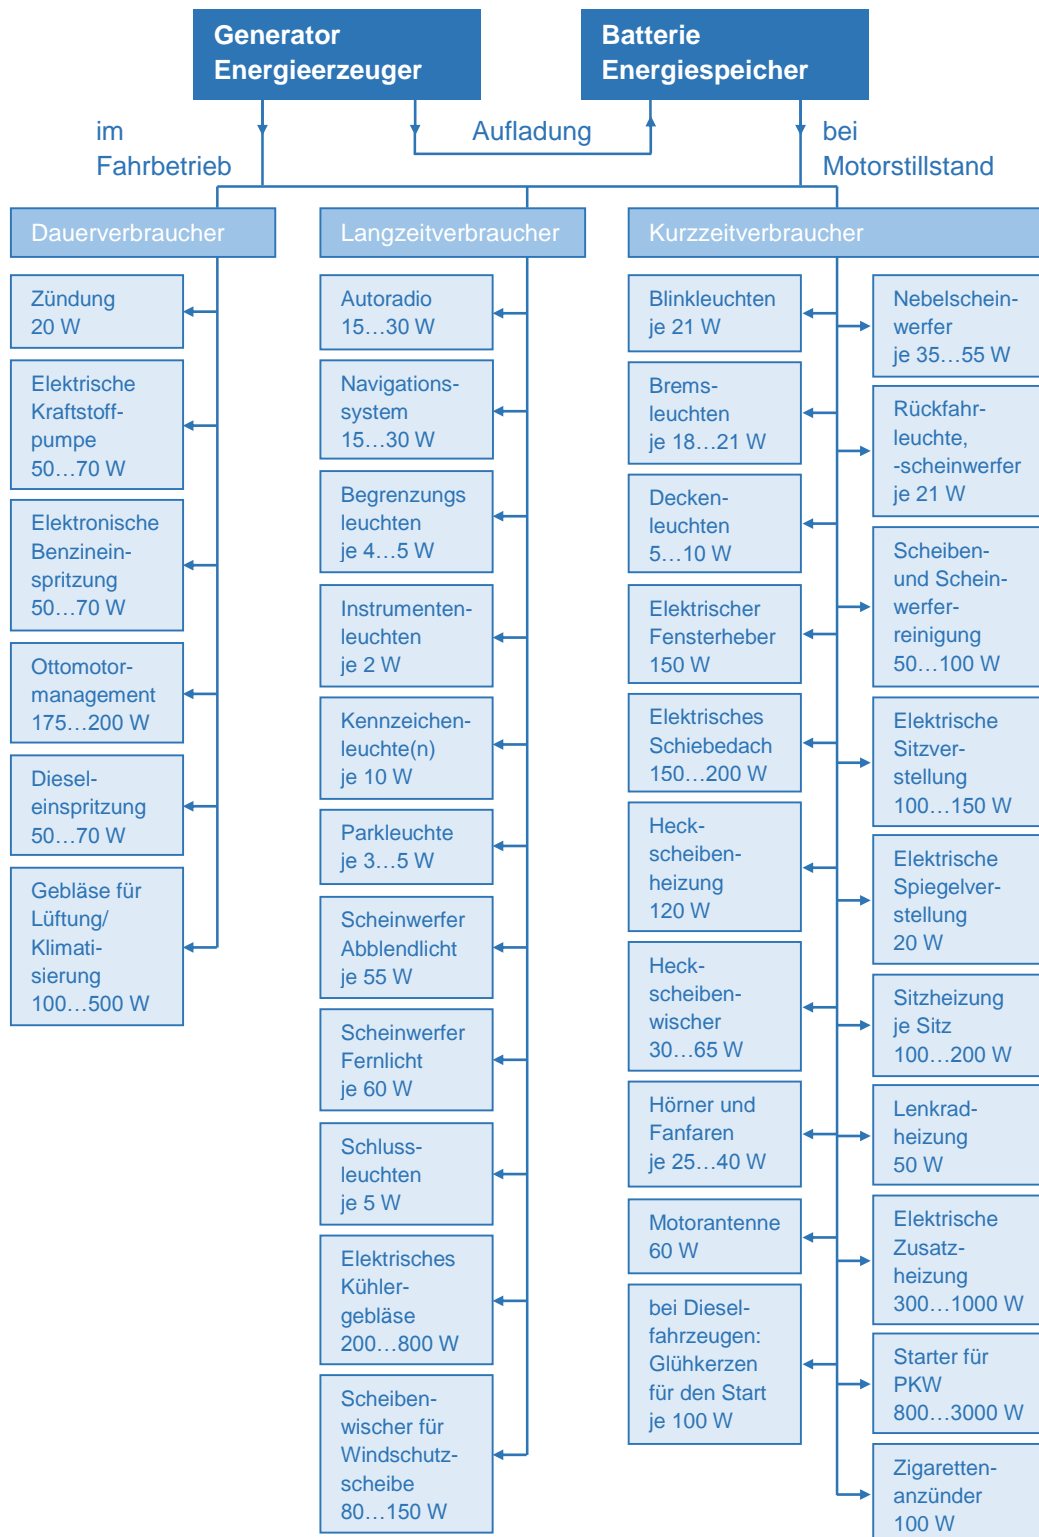 Generator
Energieerzeuger
Batterie
Energiespeicher
im
Fahrbetrieb
Aufladung
bei
Motorstillstand
Dauerverbraucher
Zündung
20 W
Elektrische
Kraftstoff-
pumpe
50…70 W
Elektronische
Benzinein-
spritzung
50…70 W
Ottomotor-
management
175…200 W
Diesel-
einspritzung
50…70 W
Gebläse für
Lüftung/
Klimati-
sierung
100…500 W
Langzeitverbraucher
Autoradio
15…30 W
Navigations-
system
15…30 W
Begrenzungs
leuchten
je 4…5 W
Instrumenten-
leuchten
je 2 W
Kennzeichen-
leuchte(n)
je 10 W
Parkleuchte
je 3…5 W
Scheinwerfer
Abblendlicht
je 55 W
Scheinwerfer
Fernlicht
je 60 W
Schluss-
leuchten
je 5 W
Elektrisches
Kühler-
gebläse
200…800 W
Scheiben-
wischer für
Windschutz-
scheibe
80…150 W
Kurzzeitverbraucher
Blinkleuchten
je 21 W
Brems-
leuchten
je 18…21 W
Decken-
leuchten
5…10 W
Elektrischer
Fensterheber
150 W
Elektrisches
Schiebedach
150…200 W
Heck-
scheiben-
heizung
120 W
Heck-
scheiben-
wischer
30…65 W
Hörner und
Fanfaren
je 25…40 W
Motorantenne
60 W
bei Diesel-
fahrzeugen:
Glühkerzen
für den Start
je 100 W
Nebelschein-
werfer
je 35…55 W
Rückfahr-
leuchte,
-scheinwerfer
je 21 W
Scheiben-
und Schein-
werfer-
reinigung
50…100 W
Elektrische
Sitzver-
stellung
100…150 W
Elektrische
Spiegelver-
stellung
20 W
Sitzheizung
je Sitz
100…200 W
Lenkrad-
heizung
50 W
Elektrische
Zusatz-
heizung
300…1000 W
Starter für
PKW
800…3000 W
Zigaretten-
anzünder
100 W